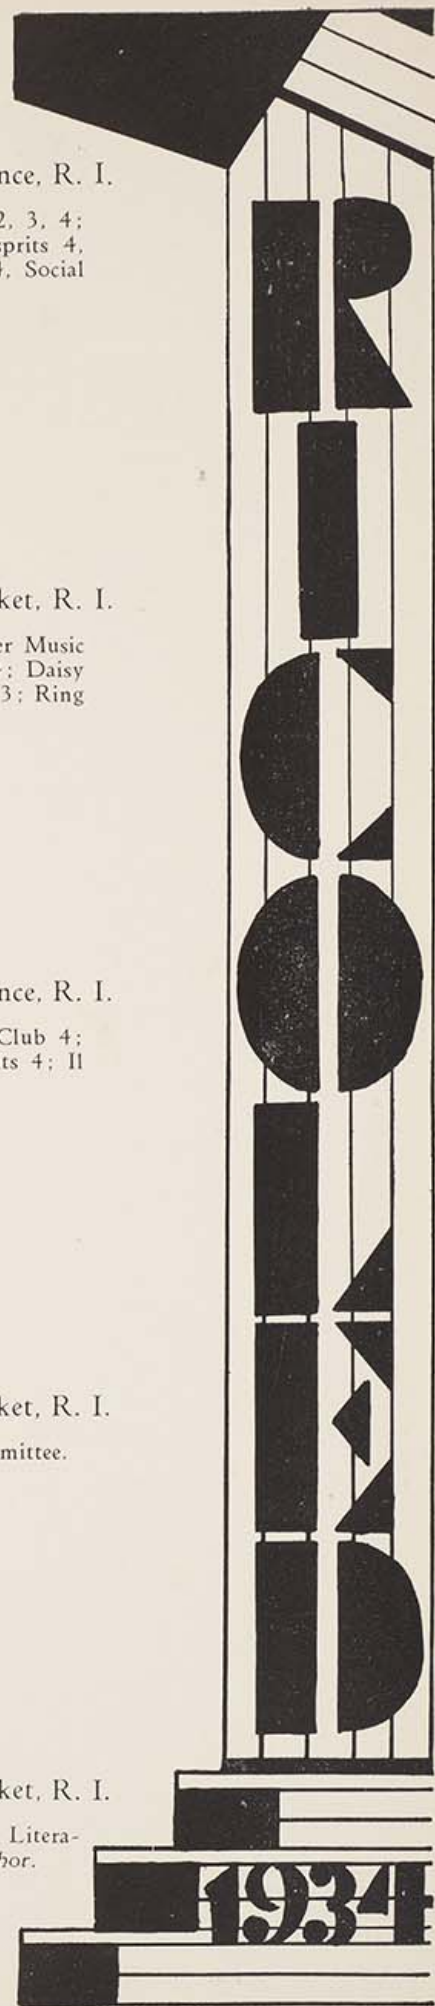 nce, R. I.
2, 3, 4;
sprits 4,
4, Social
ket, R. I.
er Music
; Daisy
3; Ring
nce, R. I.
Club 4;
ts 4; Il
ket, R. I.
mittee.
ket, R. I.
Litera-
hor.
RICOLED
1934